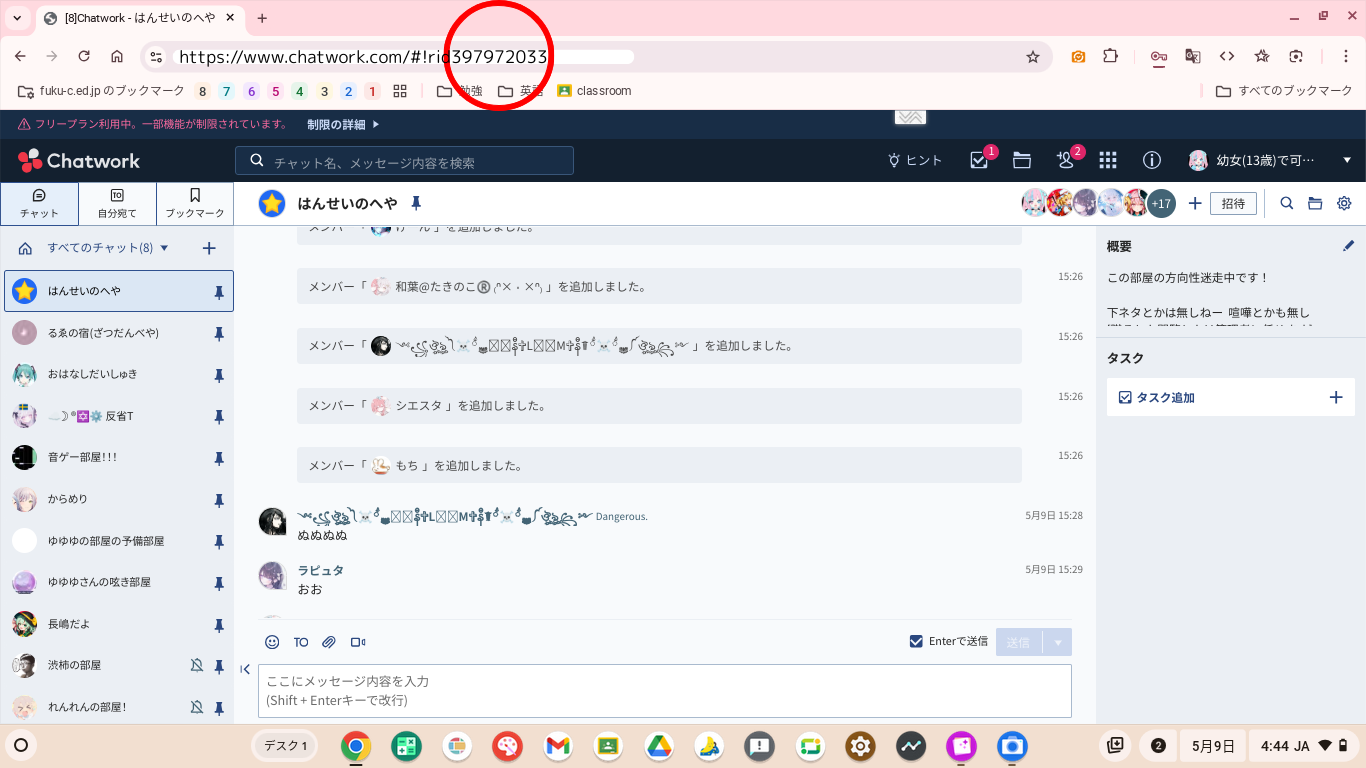 [8]Chatwork - はんせいのへや
https://www.chatwork.com/#!rid397972033
fuku-c.ed.jp のブックマーク
8 7 6 5 4 3 2 1
勉強
英語
classroom
すべてのブックマーク
フリープラン利用中。一部機能が制限されています。
制限の詳細
Chatwork
チャット名、メッセージ内容を検索
ヒント
1
2
幼女(13歳)で可…
チャット
自分宛て
ブックマーク
はんせいのへや
+17
招待
すべてのチャット(8)
はんせいのへや
るゑの宿(ざつだんべや)
おはなしだいしゅき
反省T
音ゲー部屋!!!
からめり
ゆゆゆの部屋の予備部屋
ゆゆゆさんの呟き部屋
長嶋だよ
渋柿の部屋
れんれんの部屋!
」を追加しました。
メンバー「 和葉@たきのこ®️ 」を追加しました。
15:26
メンバー「 」を追加しました。
15:26
メンバー「 シエスタ 」を追加しました。
15:26
メンバー「 もち 」を追加しました。
15:26
Dangerous.
5月9日 15:28
ぬぬぬぬ
ラピュタ
5月9日 15:29
おお
TO
Enterで送信
送信
ここにメッセージ内容を入力
(Shift + Enterキーで改行)
概要
この部屋の方向性迷走中です！
下ネタとかは無しねー 喧嘩とかも無し
タスク
タスク追加
デスク 1
2
5月9日
4:44 JA